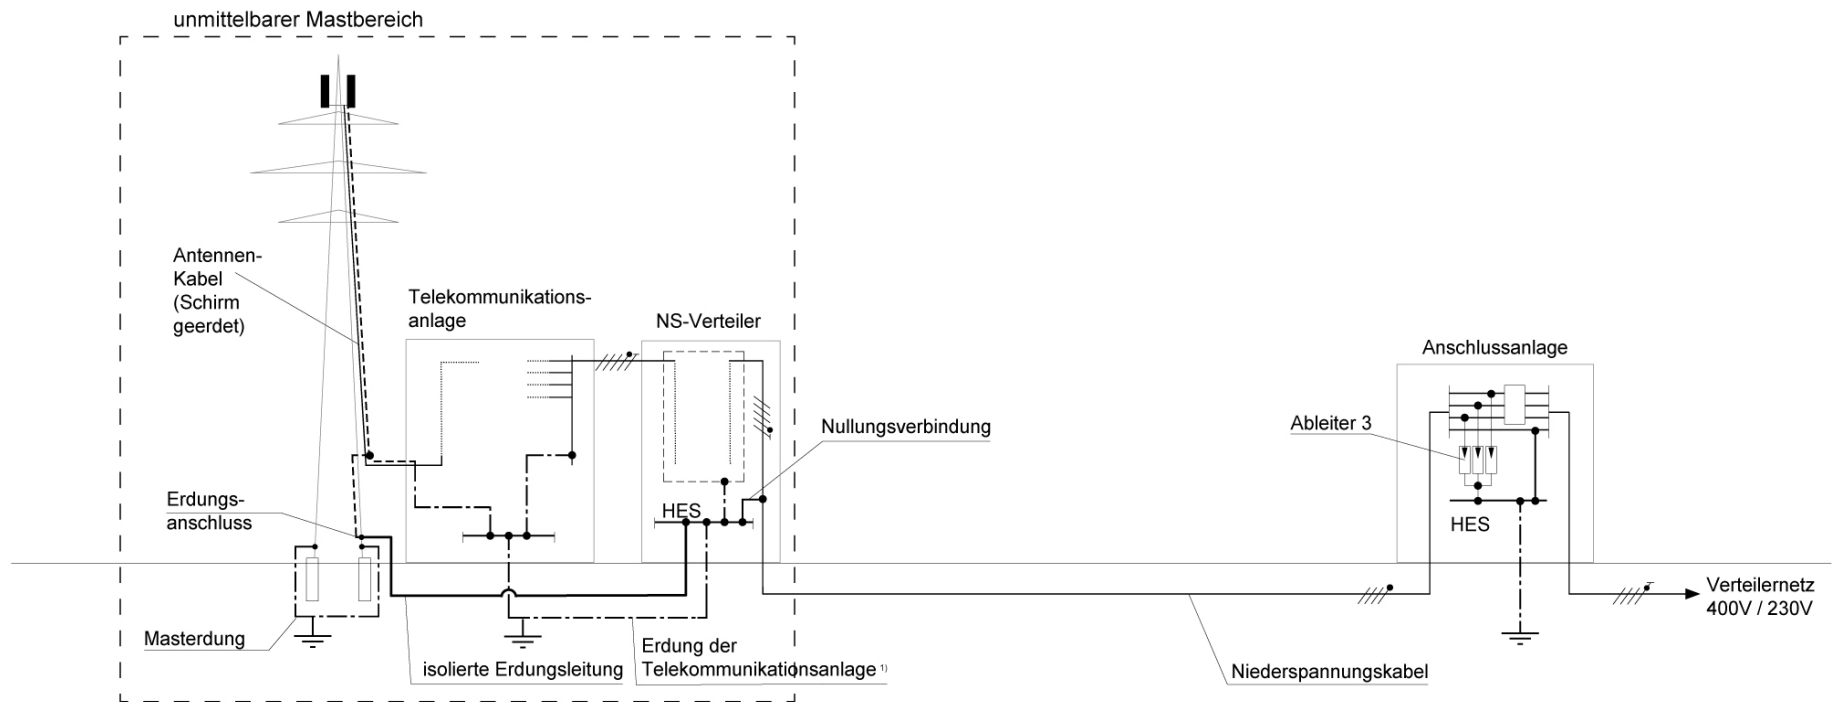 unmittelbarer Mastbereich
Antennen-
Kabel
(Schirm
geerdet)
Telekommunikations-
anlage
NS-Verteiler
Anschlussanlage
Nullungsverbindung
Ableiter 3
Erdungs-
anschluss
HES
HES
Verteilernetz
400V / 230V
Masterdung
isolierte Erdungsleitung
Erdung der
Telekommunikationsanlage 1)
Niederspannungskabel